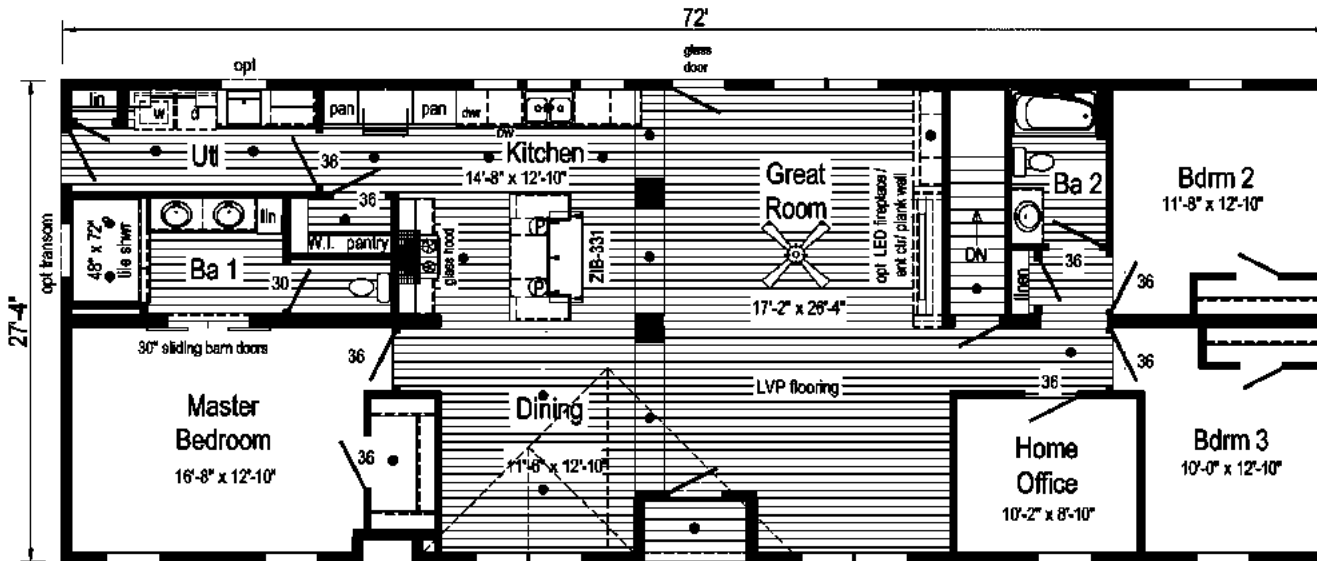 72'
glass
door
opt
lin
w
d
pan
pan
dwr
dw
Utl
36
Kitchen
14'-8" x 12'-10"
Great
Room
17'-2" x 26'-4"
opt LED fireplace /
ent ctr/ plank wall
DN
Ba 2
Bdrm 2
11'-8" x 12'-10"
27'-4"
opt transom
48" x 72"
tile shwr
lin
Ba 1
30
36
W.I. pantry
glass hood
P
P
ZIB-331
linen
36
36
30" sliding barn doors
36
Master
Bedroom
16'-8" x 12'-10"
36
Dining
11'-6" x 12'-10"
LVP flooring
36
36
Home
Office
10'-2" x 8'-10"
Bdrm 3
10'-0" x 12'-10"